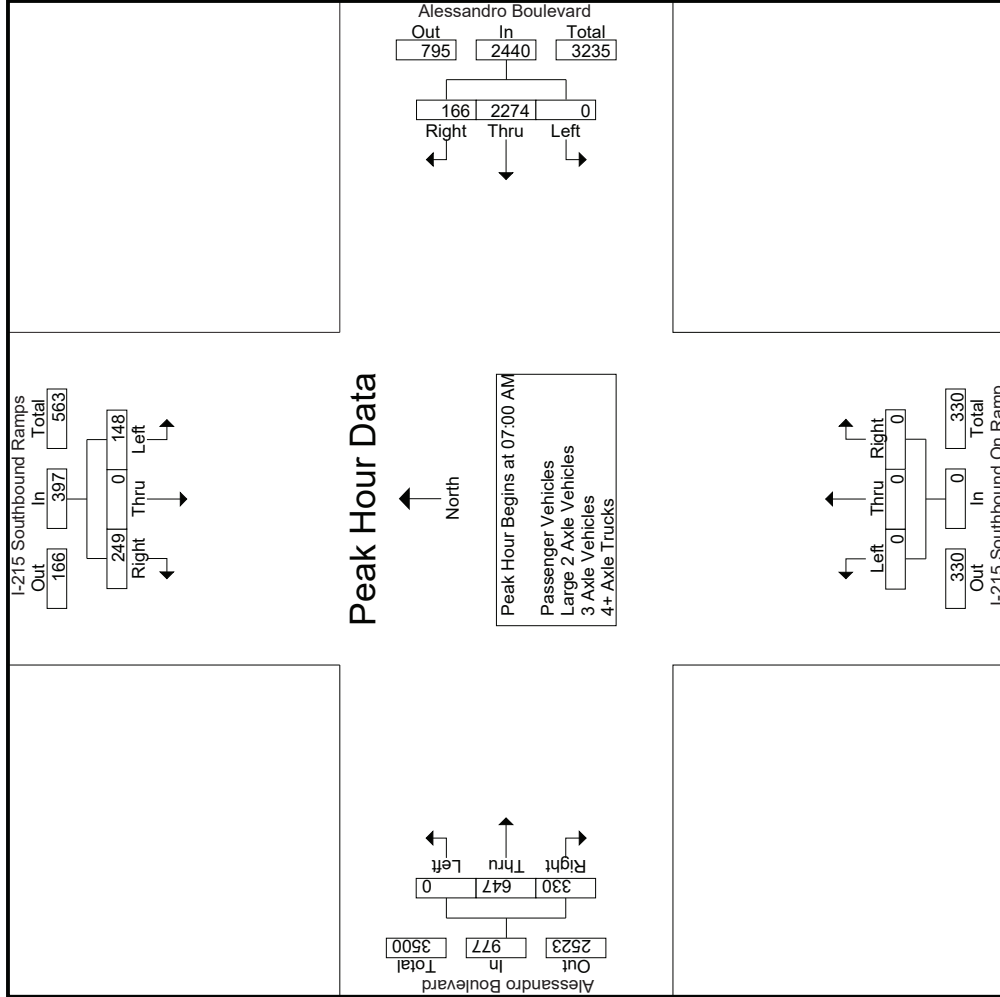 Alessandro Boulevard
Out In Total
795 2440 3235
166 2274 0
Right Thru Left
I-215 Southbound Ramps
Out In Total
166 397 563
249 0 148
Right Thru Left
Peak Hour Data
North
Peak Hour Begins at 07:00 AM
Passenger Vehicles
Large 2 Axle Vehicles
3 Axle Vehicles
4+ Axle Trucks
Left Thru Right
0 0 0
330 0 330
Out In Total
I-215 Southbound On Ramp
Left Thru Right
0 647 330
Total In Out
3500 977 2523
Alessandro Boulevard